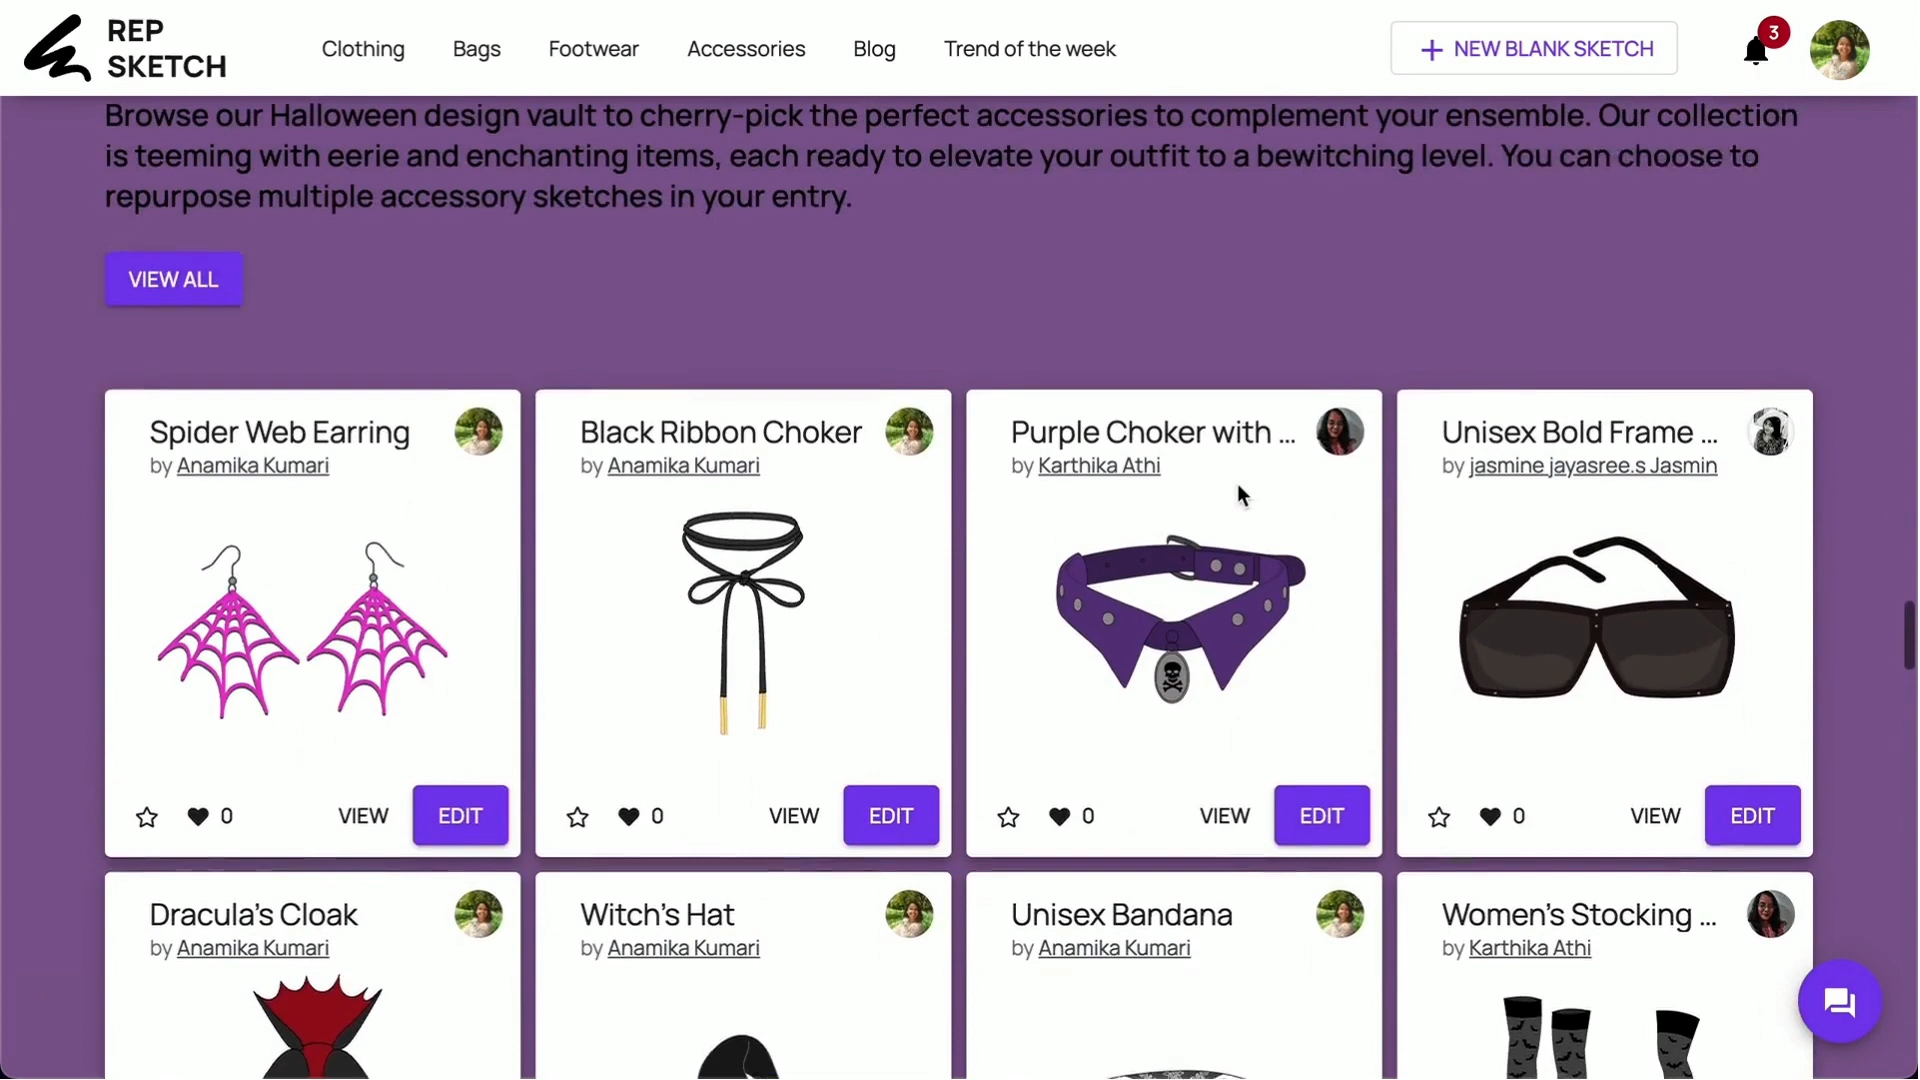 REP
SKETCH
Clothing
Bags
Footwear
Accessories
Blog
Trend of the week
NEW BLANK SKETCH
3
Browse our Halloween design vault to cherry-pick the perfect accessories to complement your ensemble. Our collection
is teeming with eerie and enchanting items, each ready to elevate your outfit to a bewitching level. You can choose to
repurpose multiple accessory sketches in your entry.
VIEW ALL
Spider Web Earring
by Anamika Kumari
0
VIEW
EDIT
Black Ribbon Choker
by Anamika Kumari
0
VIEW
EDIT
Purple Choker with ...
by Karthika Athi
0
VIEW
EDIT
Unisex Bold Frame ...
by jasmine jayasree.s Jasmin
0
VIEW
EDIT
Dracula's Cloak
by Anamika Kumari
Witch's Hat
by Anamika Kumari
Unisex Bandana
by Anamika Kumari
Women's Stocking ...
by Karthika Athi